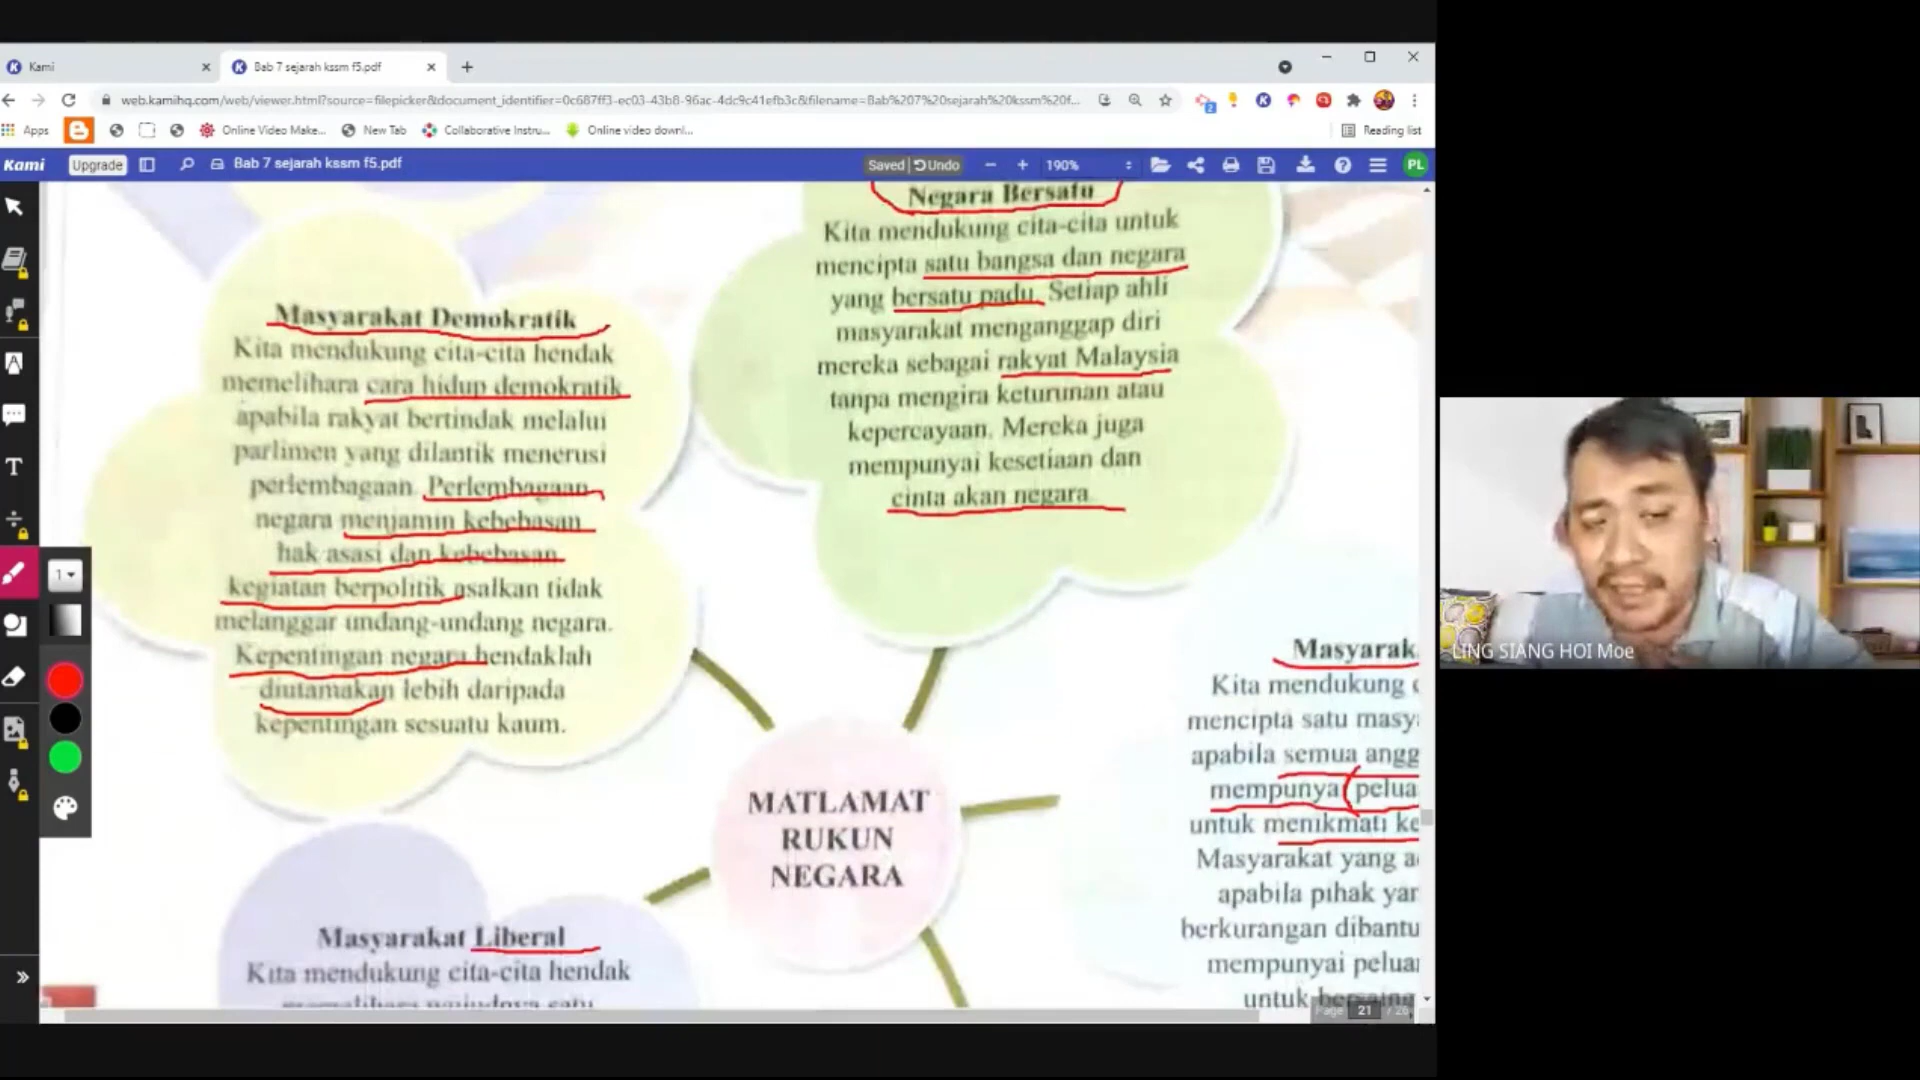 Kami
Bab 7 sejarah kssm f5.pdf
web.kamihq.com/web/viewer.html?source=filepicker&document_identifier=0c687ff3-ec03-43b8-96ac-4dc9c41efb3c&filename=Bab%207%20sejarah%20kssm%20f...
Apps
Online Video Make...
New Tab
Collaborative Instru...
Online video downl...
Reading list
Kami
Upgrade
Bab 7 sejarah kssm f5.pdf
Saved
Undo
190%
PL
Masyarakat Demokratik
Kita mendukung cita-cita hendak
memelihara cara hidup demokratik
apabila rakyat bertindak melalui
parlimen yang dilantik menerusi
perlembagaan. Perlembagaan
negara menjamin kebebasan
hak asasi dan kebebasan
kegiatan berpolitik asalkan tidak
melanggar undang-undang negara.
Kepentingan negara hendaklah
diutamakan lebih daripada
kepentingan sesuatu kaum.
Negara Bersatu
Kita mendukung cita-cita untuk
mencipta satu bangsa dan negara
yang bersatu padu. Setiap ahli
masyarakat menganggap diri
mereka sebagai rakyat Malaysia
tanpa mengira keturunan atau
kepercayaan. Mereka juga
mempunyai kesetiaan dan
cinta akan negara.
MATLAMAT
RUKUN
NEGARA
Masyarak
Kita mendukung c
mencipta satu masy
apabila semua angg
mempunya pelua
untuk menikmati ke
Masyarakat yang a
apabila pihak yar
berkurangan dibantu
mempunyai pelua
untuk bersaing
Masyarakat Liberal
Kita mendukung cita-cita hendak
memelihara wujudnya satu
Page 21 / 26
1
LING SIANG HOI Moe